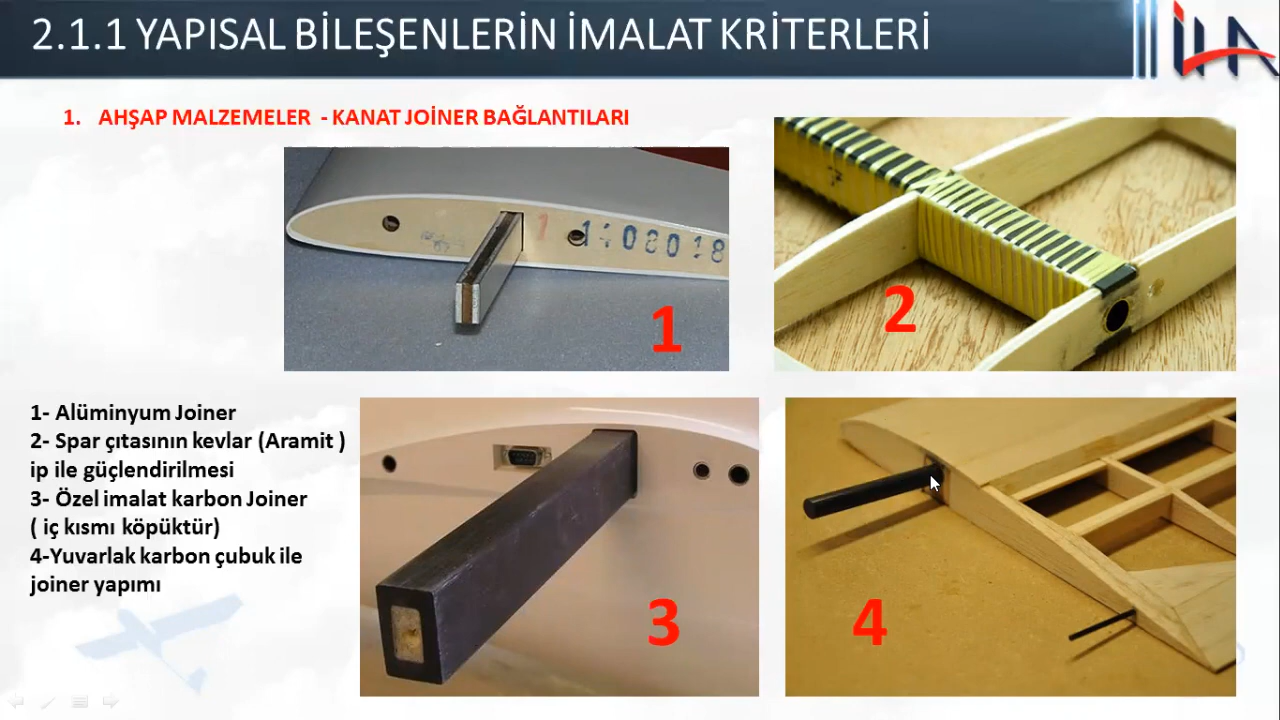 2.1.1 YAPISAL BİLEŞENLERİN İMALAT KRİTERLERİ
İHA
1. AHŞAP MALZEMELER - KANAT JOİNER BAĞLANTILARI
1
1
2
1- Alüminyum Joiner
2- Spar çıtasının kevlar (Aramit )
ip ile güçlendirilmesi
3- Özel imalat karbon Joiner
( iç kısmı köpüktür)
4-Yuvarlak karbon çubuk ile
joiner yapımı
3
4